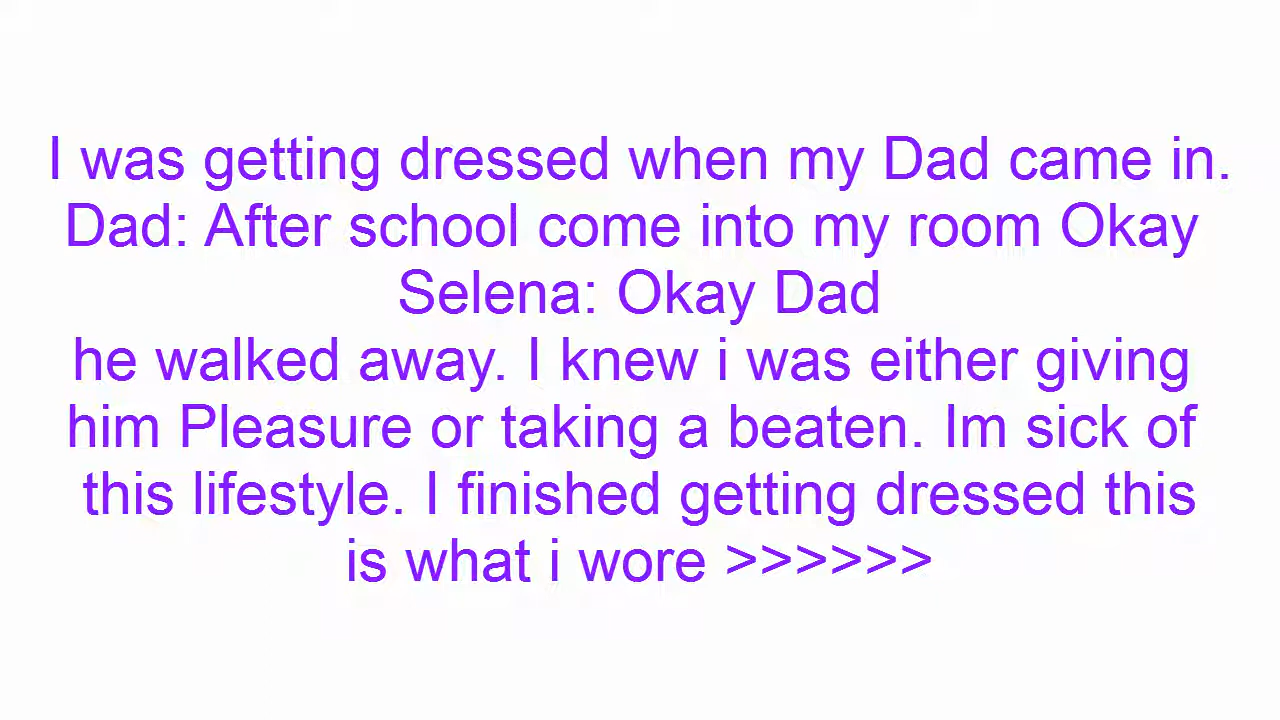 I was getting dressed when my Dad came in.
Dad: After school come into my room Okay
Selena: Okay Dad
he walked away. I knew i was either giving
him Pleasure or taking a beaten. Im sick of
this lifestyle. I finished getting dressed this
is what i wore >>>>>>